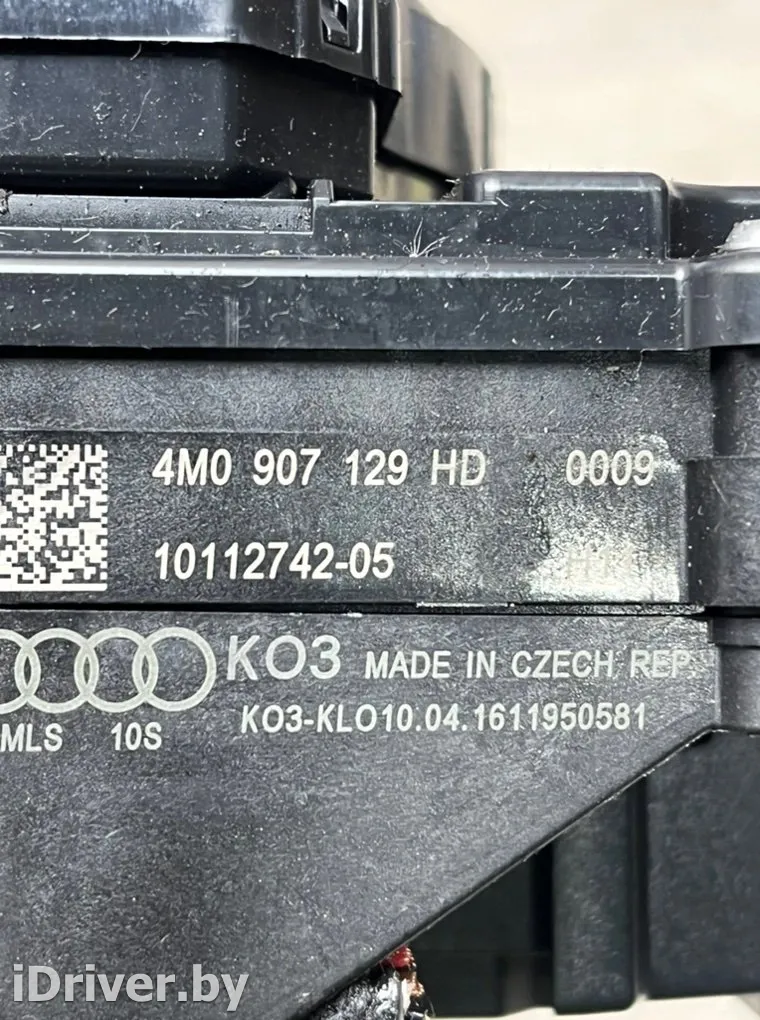 4M0 907 129 HD 0009
10112742-05
KO3 MADE IN CZECH REP.
KO3-KLO10.04.1611950581
MLS 10S
iDriver.by